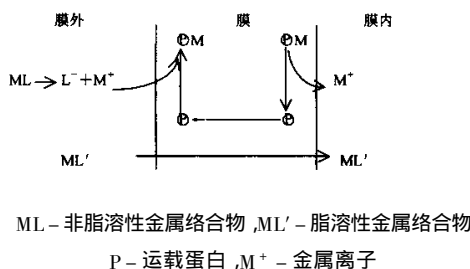 膜外 膜 膜内
ⓅM ⓅM
ML → L⁻+M⁺ M⁺
Ⓟ Ⓟ
ML′ ML′
ML-非脂溶性金属络合物,ML′-脂溶性金属络合物
P-运载蛋白,M⁺-金属离子